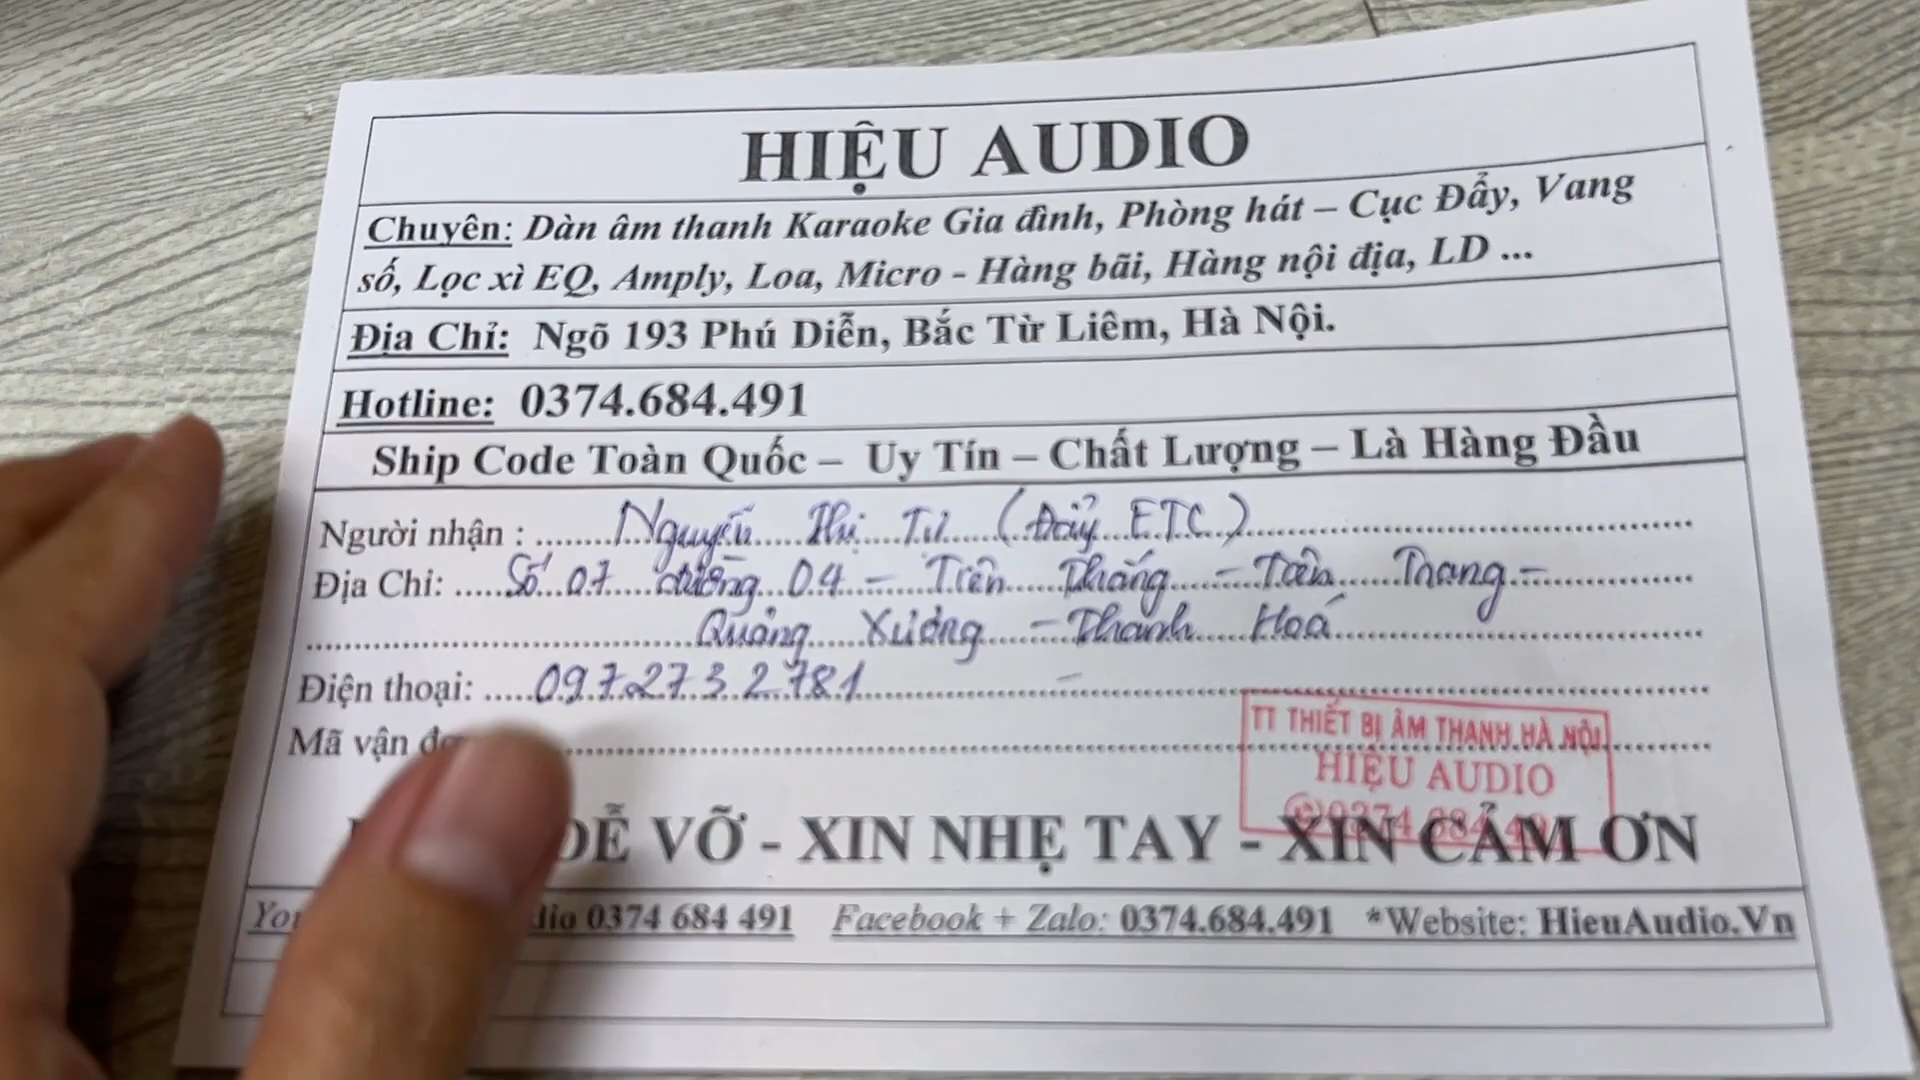 HIỆU AUDIO
Chuyên: Dàn âm thanh Karaoke Gia đình, Phòng hát – Cục Đẩy, Vang
số, Lọc xì EQ, Amply, Loa, Micro - Hàng bãi, Hàng nội địa, LD ...
Địa Chỉ: Ngõ 193 Phú Diễn, Bắc Từ Liêm, Hà Nội.
Hotline: 0374.684.491
Ship Code Toàn Quốc – Uy Tín – Chất Lượng – Là Hàng Đầu
Người nhận : Nguyễn Thị Tú (Đẩy ETC)
Địa Chỉ: Số 07 đường 04 – Tiên Thắng – Tiên Trang –
Quảng Xương – Thanh Hoá
Điện thoại: 0972732781
Mã vận
TT THIẾT BỊ ÂM THANH HÀ NỘI
HIỆU AUDIO
DỄ VỠ - XIN NHẸ TAY - XIN CẢM ƠN
0374 684 491 Facebook + Zalo: 0374.684.491 *Website: HieuAudio.Vn